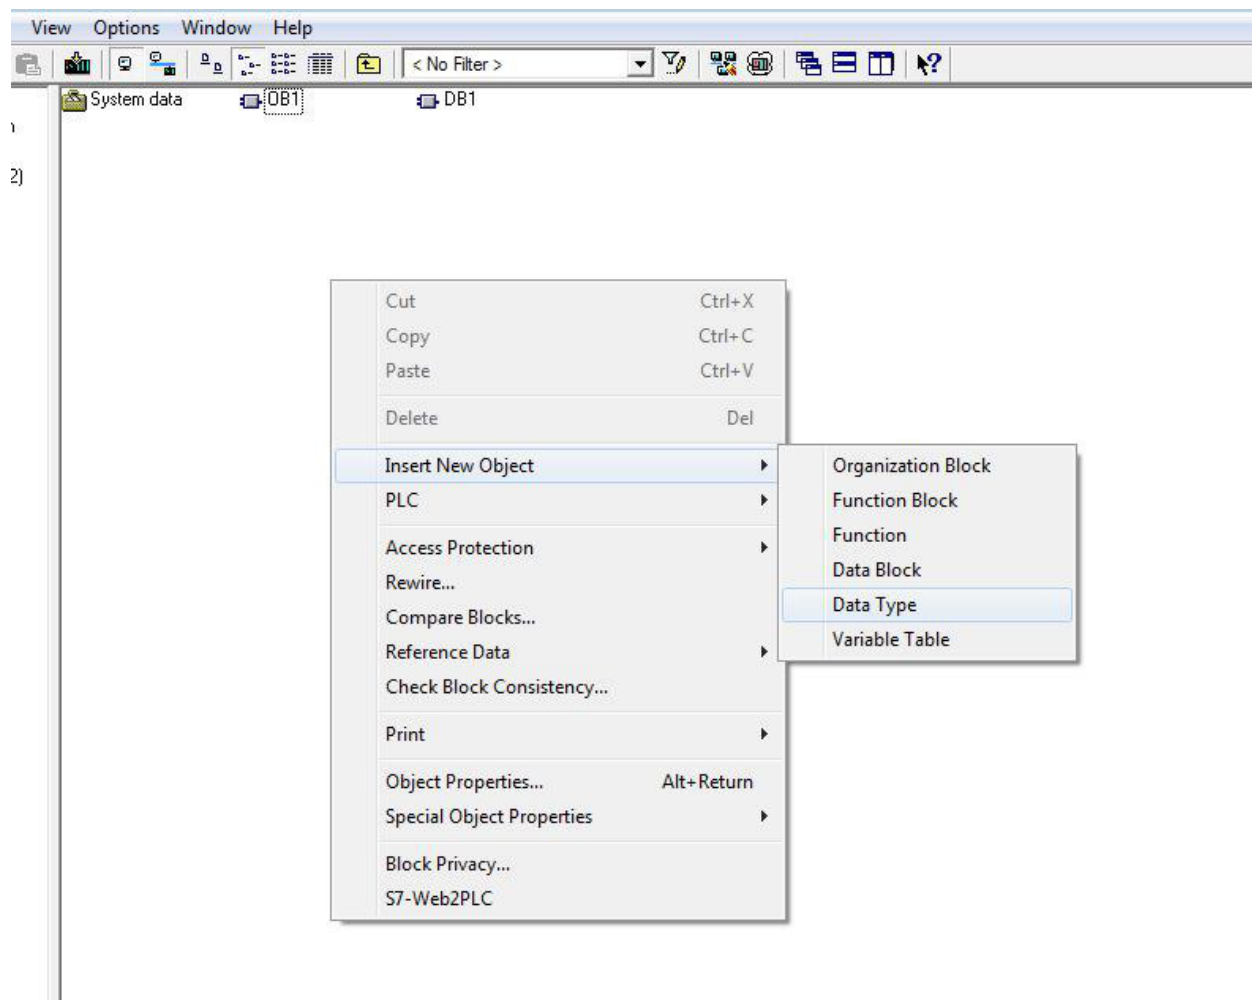 View Options Window Help
< No Filter >
System data OB1 DB1
2)
Cut Ctrl+X
Copy Ctrl+C
Paste Ctrl+V
Delete Del
Insert New Object
PLC
Access Protection
Rewire...
Compare Blocks...
Reference Data
Check Block Consistency...
Print
Object Properties... Alt+Return
Special Object Properties
Block Privacy...
S7-Web2PLC
Organization Block
Function Block
Function
Data Block
Data Type
Variable Table